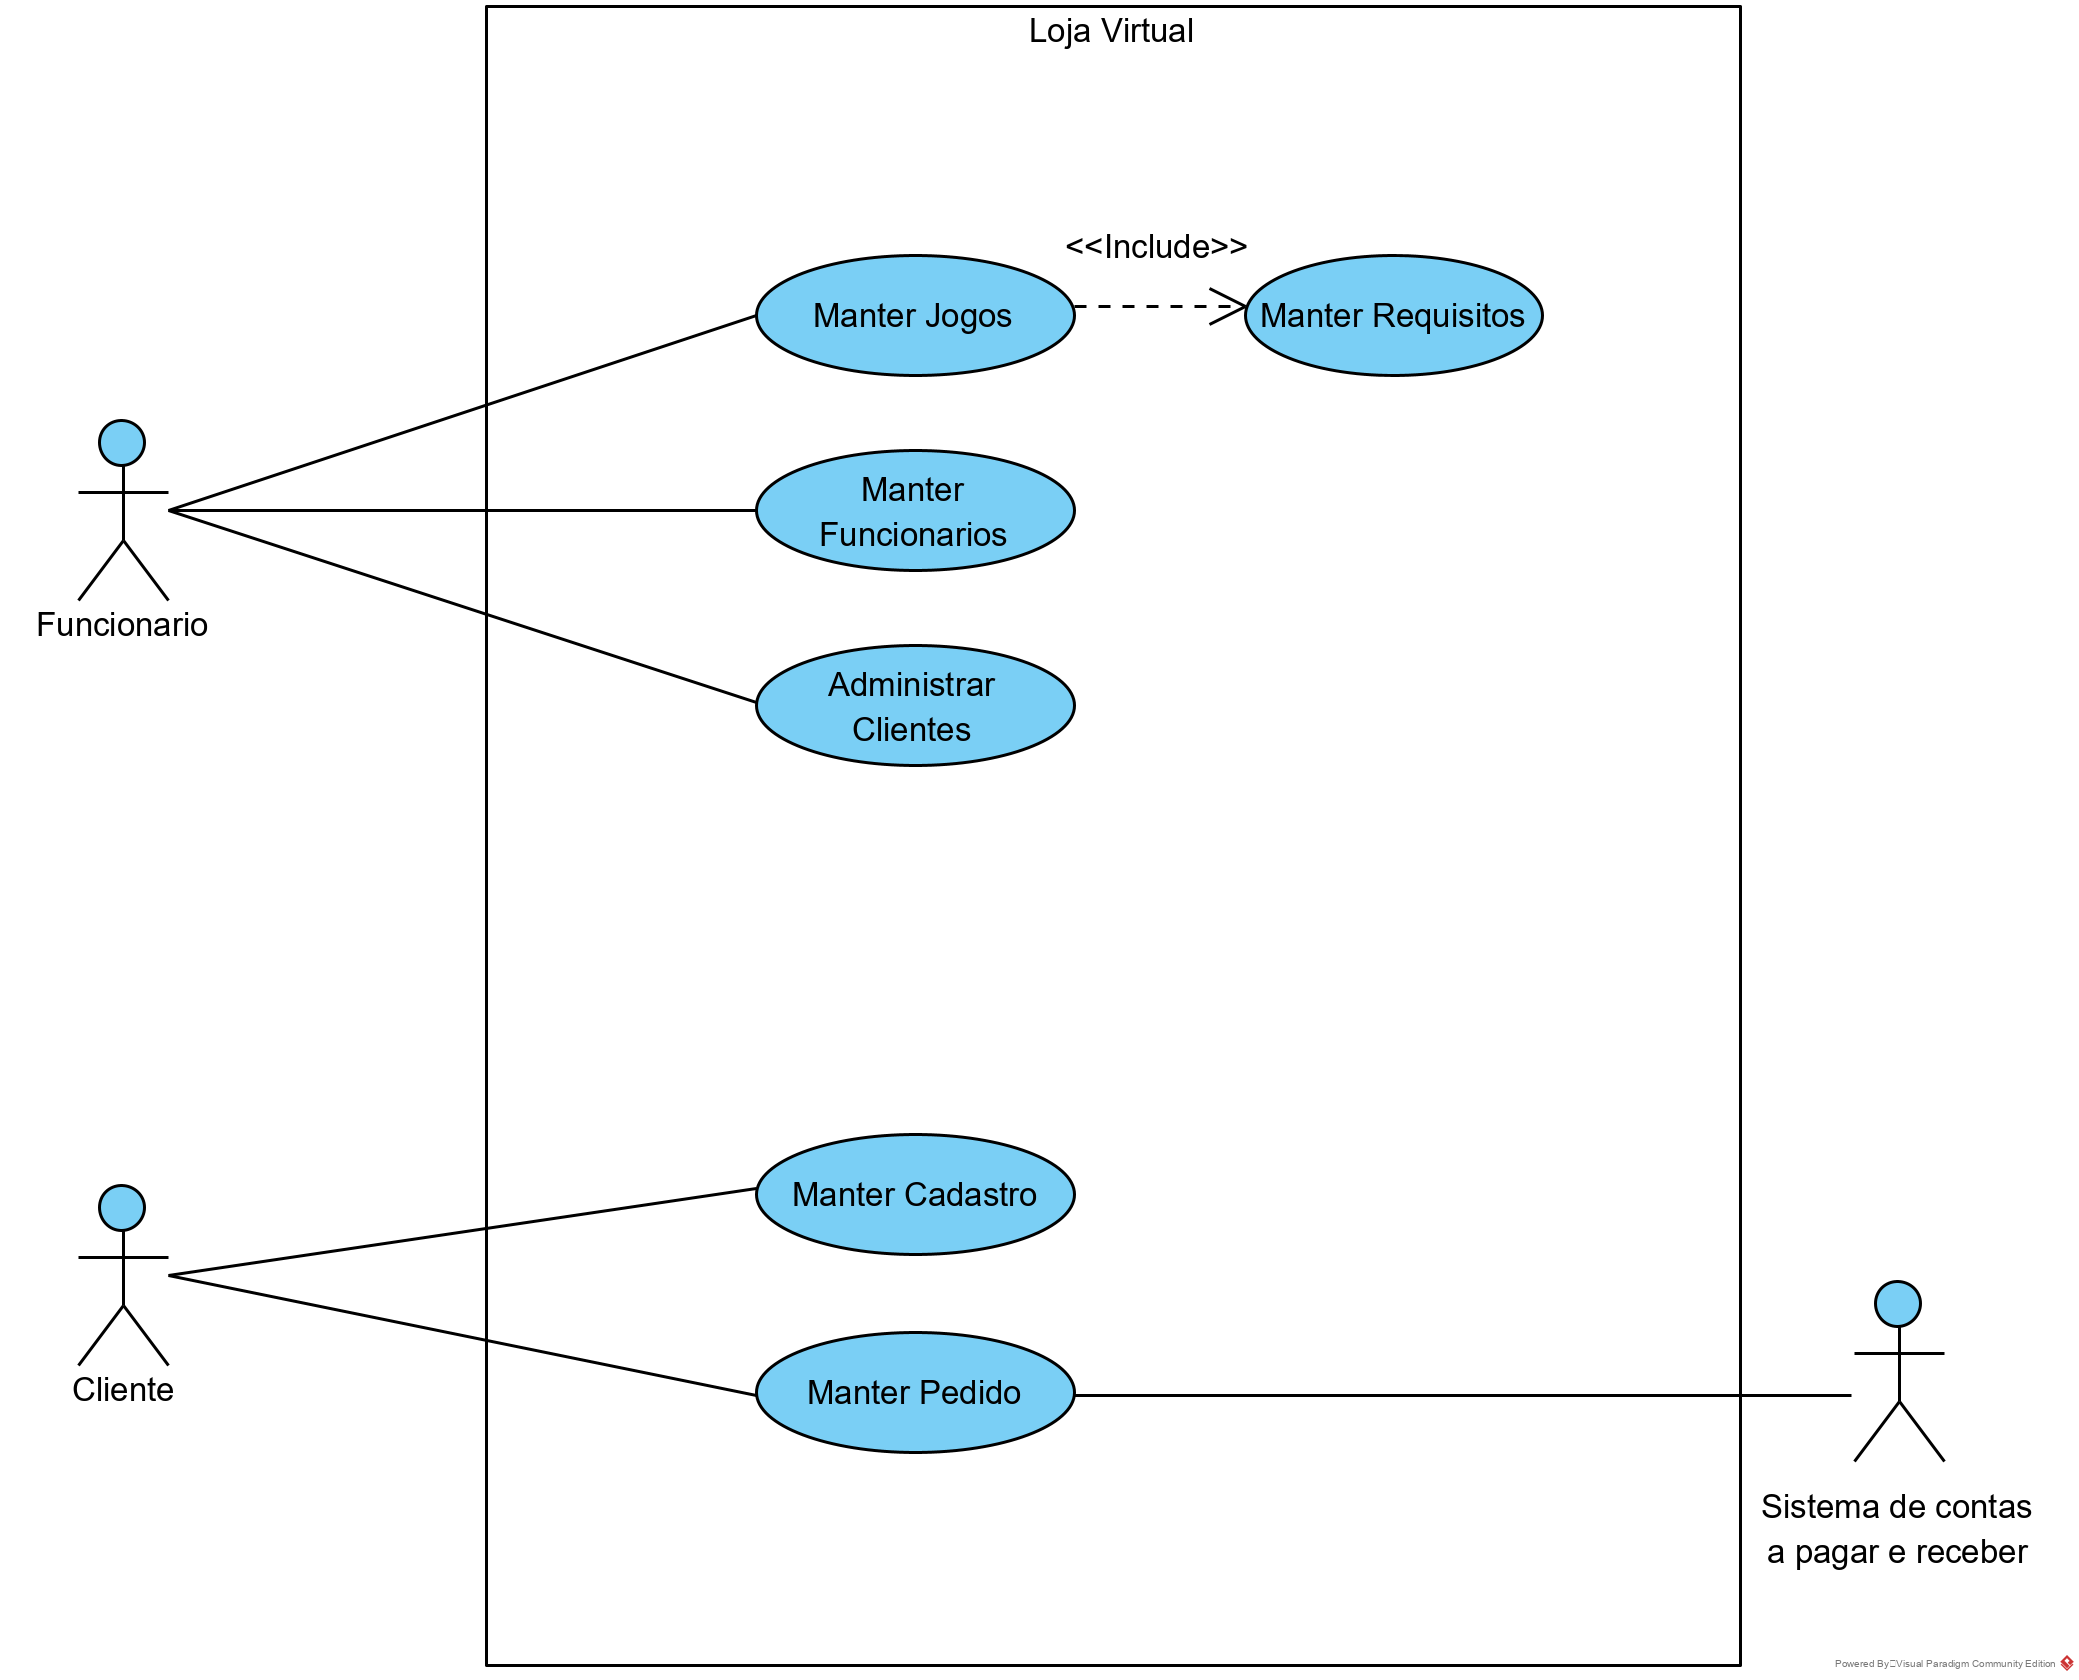 Loja Virtual
<<Include>>
Manter Jogos
Manter Requisitos
Manter
Funcionarios
Funcionario
Administrar
Clientes
Manter Cadastro
Cliente
Manter Pedido
Sistema de contas
a pagar e receber
Powered By Visual Paradigm Community Edition